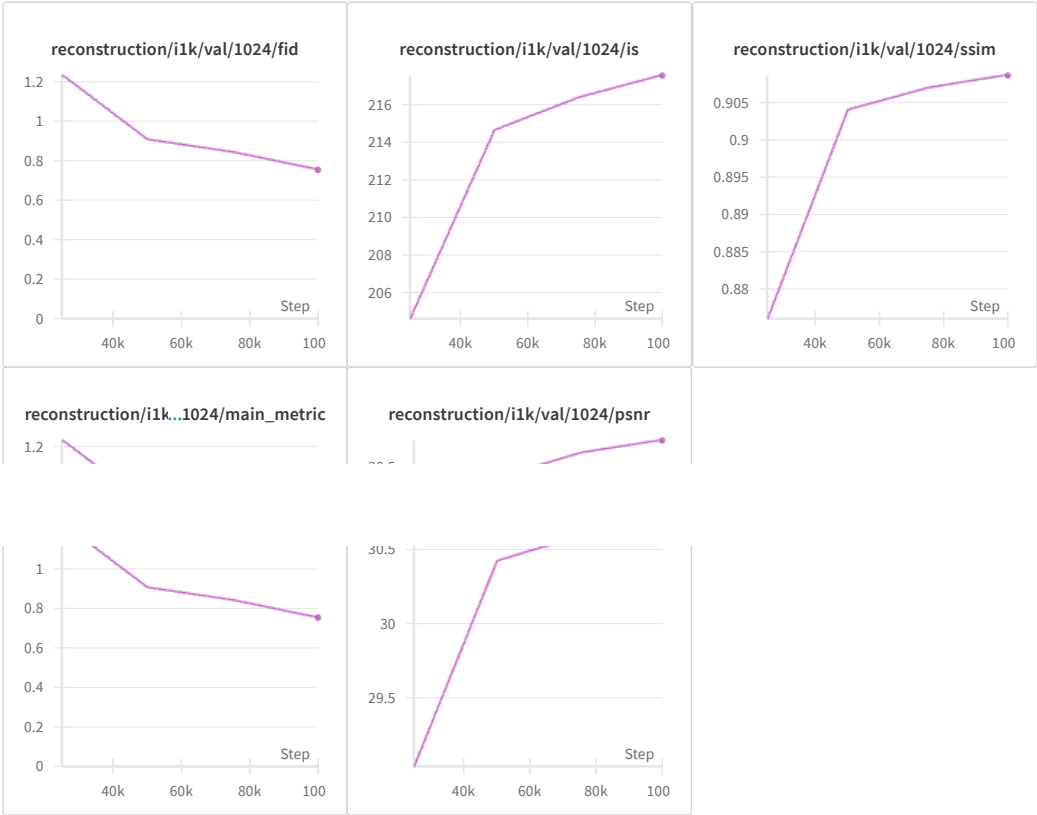 reconstruction/i1k/val/1024/fid
1.2
1
0.8
0.6
0.4
0.2
0
Step
40k
60k
80k
100
reconstruction/i1k/val/1024/is
216
214
212
210
208
206
Step
40k
60k
80k
100
reconstruction/i1k/val/1024/ssim
0.905
0.9
0.895
0.89
0.885
0.88
Step
40k
60k
80k
100
reconstruction/i1k...1024/main_metric
1.2
1
0.8
0.6
0.4
0.2
0
Step
40k
60k
80k
100
reconstruction/i1k/val/1024/psnr
30.5
30
29.5
Step
40k
60k
80k
100